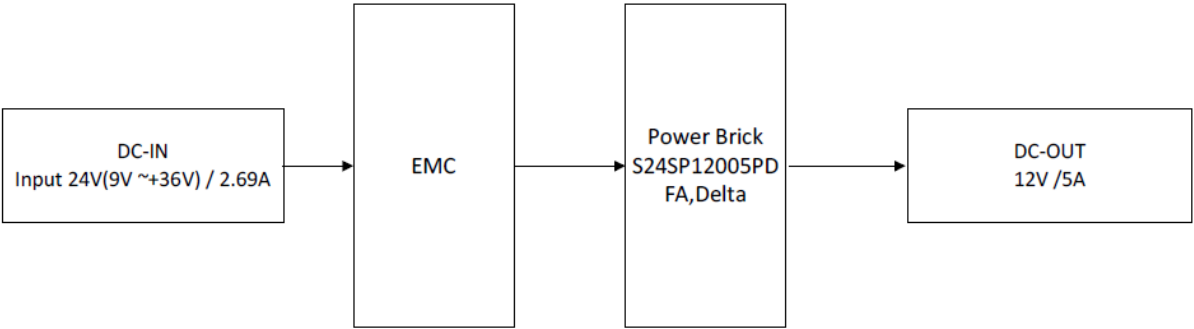 DC-IN
Input 24V(9V ~+36V) / 2.69A
EMC
Power Brick
S24SP12005PD
FA,Delta
DC-OUT
12V /5A